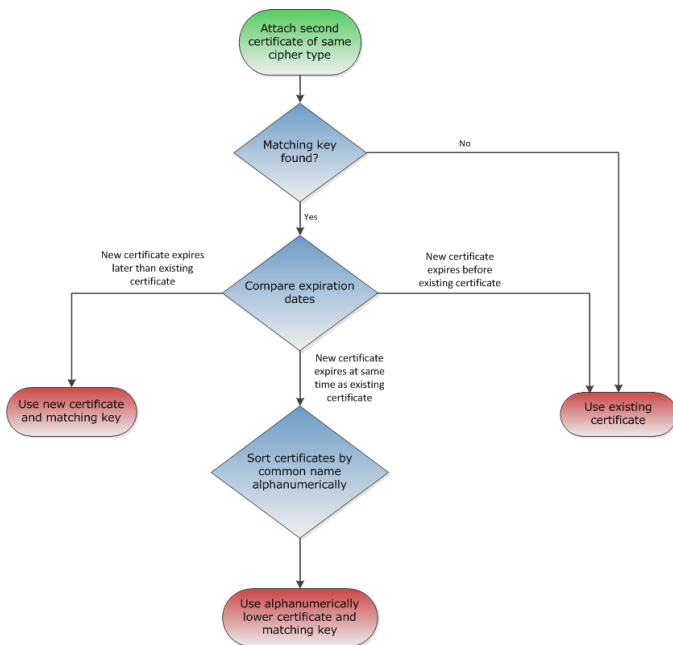 Attach second
certificate of same
cipher type
Matching key
found?
No
Yes
New certificate expires
later than existing
certificate
Compare expiration
dates
New certificate
expires before
existing certificate
New certificate
expires at same
time as existing
certificate
Use new certificate
and matching key
Use existing
certificate
Sort certificates by
common name
alphanumerically
Use alphanumerically
lower certificate and
matching key